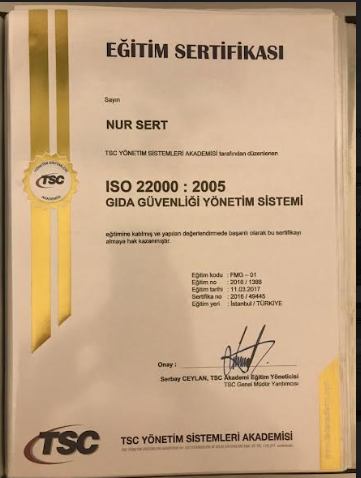 EĞİTİM SERTİFİKASI
Sayın
NUR SERT
TSC YÖNETİM SİSTEMLERİ AKADEMİSİ tarafından düzenlenen
TSC
AKADEMİSİ
ISO 22000 : 2005
GIDA GÜVENLİĞİ YÖNETİM SİSTEMİ
eğitimine katılmış ve yapılan değerlendirmede başarılı olarak bu sertifikayı
almaya hak kazanmıştır.
Eğitim kodu : FMG – 01
Eğitim no : 2016 / 1388
Eğitim tarihi : 11.03.2017
Sertifika no : 2016 / 49445
Eğitim yeri : İstanbul / TÜRKİYE
Onay :
Serbay CEYLAN, TSC Akademi Eğitim Yöneticisi
TSC Genel Müdür Yardımcısı
TSC
TSC YÖNETİM SİSTEMLERİ AKADEMİSİ